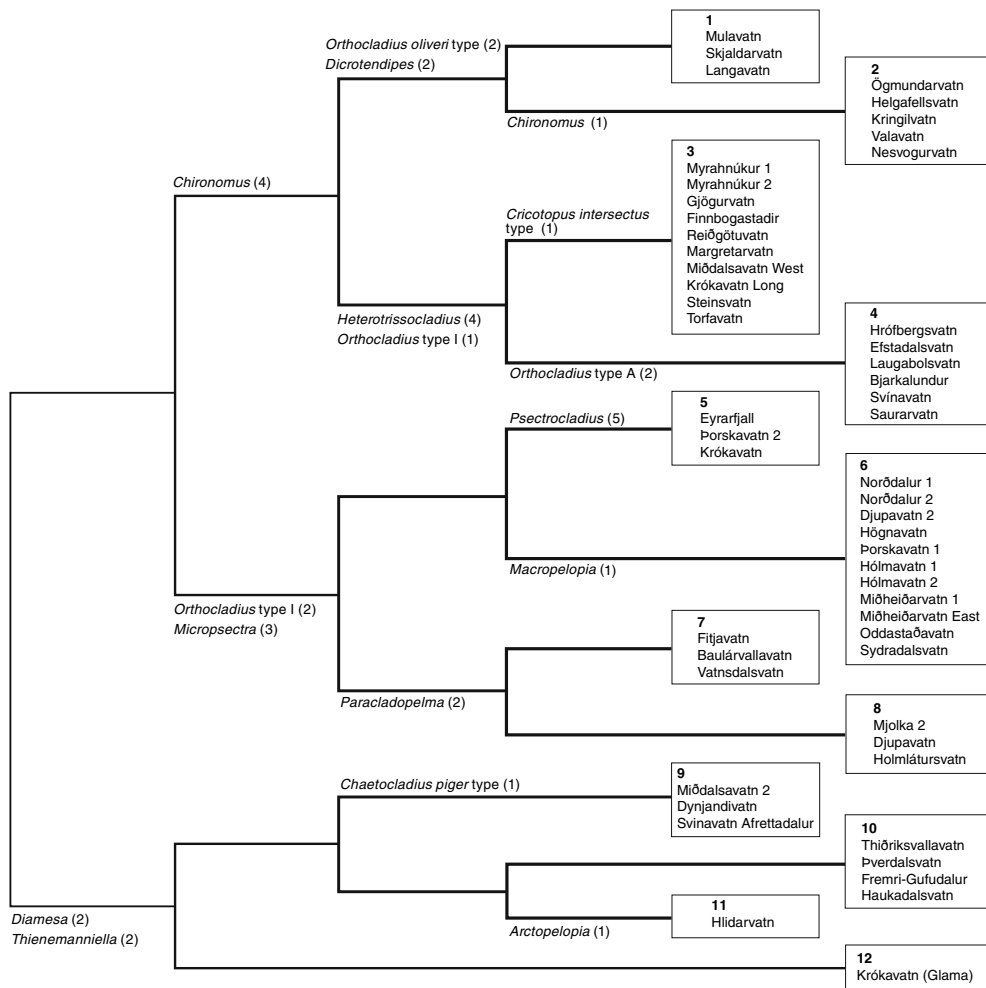 1
Mulavatn
Skjaldarvatn
Langavatn
Orthocladius oliveri type (2)
Dicrotendipes (2)
2
Ögmundarvatn
Helgafellsvatn
Kringilvatn
Valavatn
Nesvogurvatn
Chironomus (1)
Chironomus (4)
3
Myrahnúkur 1
Myrahnúkur 2
Gjögurvatn
Finnbogastadir
Reiðgötuvatn
Margretarvatn
Miðdalsavatn West
Krókavatn Long
Steinsvatn
Torfavatn
Cricotopus intersectus
type (1)
Heterotrissocladius (4)
Orthocladius type I (1)
4
Hrófbergsvatn
Efstadalsvatn
Laugabolsvatn
Bjarkalundur
Svínavatn
Saurarvatn
Orthocladius type A (2)
5
Eyrarfjall
Þorskavatn 2
Krókavatn
Psectrocladius (5)
6
Norðdalur 1
Norðdalur 2
Djupavatn 2
Högnavatn
Þorskavatn 1
Hólmavatn 1
Hólmavatn 2
Miðheiðarvatn 1
Miðheiðarvatn East
Oddastaðavatn
Sydradalsvatn
Macropelopia (1)
Orthocladius type I (2)
Micropsectra (3)
7
Fitjavatn
Baulárvallavatn
Vatnsdalsvatn
Paracladopelma (2)
8
Mjolka 2
Djupavatn
Holmlátursvatn
Chaetocladius piger type (1)
9
Miðdalsavatn 2
Dynjandivatn
Svinavatn Afrettadalur
10
Thiðriksvallavatn
Þverdalsvatn
Fremri-Gufudalur
Haukadalsvatn
11
Hlidarvatn
Arctopelopia (1)
Diamesa (2)
Thienemanniella (2)
12
Krókavatn (Glama)